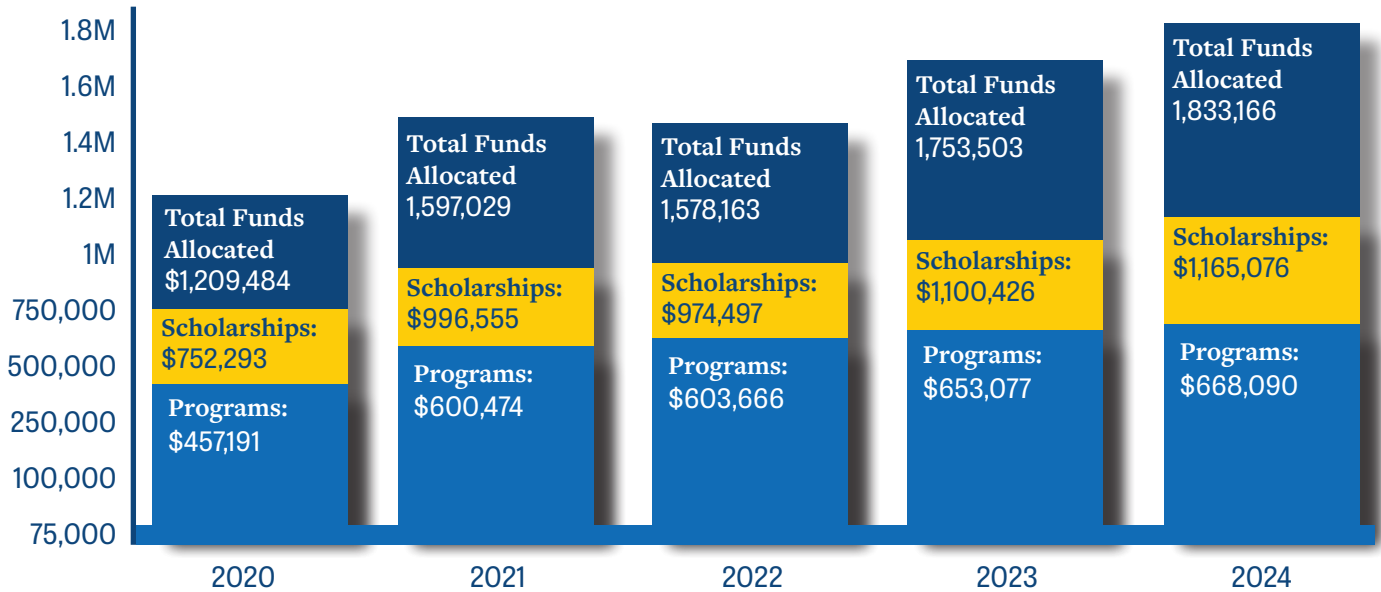 1.8M
1.6M
1.4M
1.2M
1M
750,000
500,000
250,000
100,000
75,000
Total Funds
Allocated
$1,209,484
Scholarships:
$752,293
Programs:
$457,191
Total Funds
Allocated
1,597,029
Scholarships:
$996,555
Programs:
$600,474
Total Funds
Allocated
1,578,163
Scholarships:
$974,497
Programs:
$603,666
Total Funds
Allocated
1,753,503
Scholarships:
$1,100,426
Programs:
$653,077
Total Funds
Allocated
1,833,166
Scholarships:
$1,165,076
Programs:
$668,090
2020
2021
2022
2023
2024